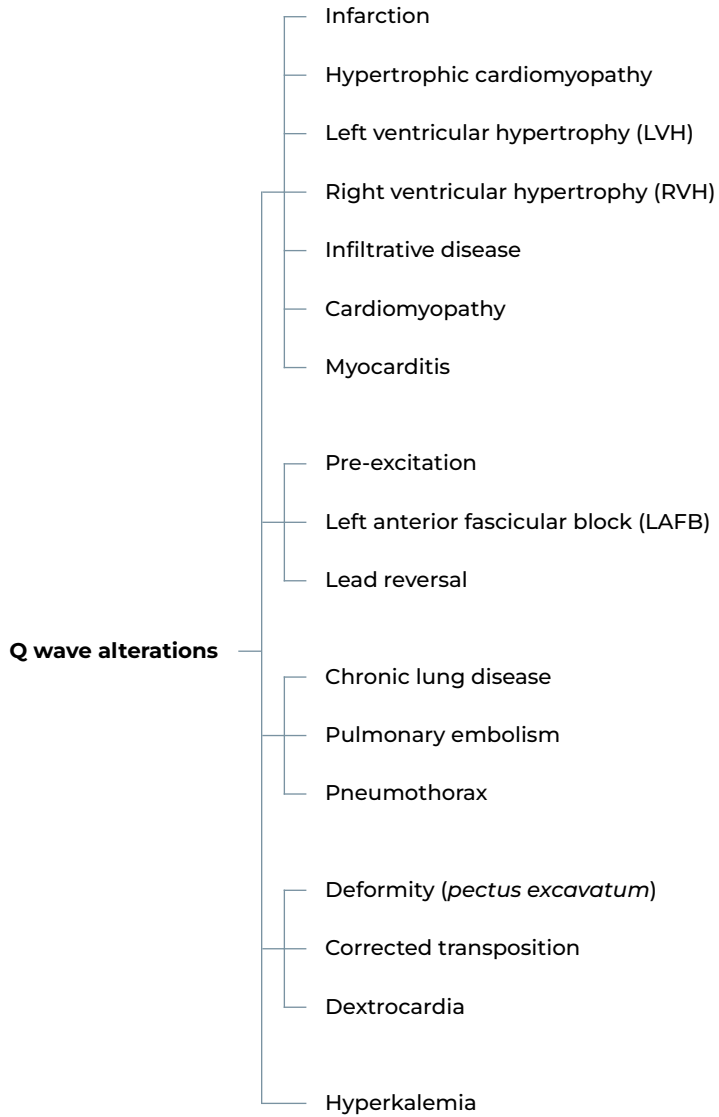 Infarction
Hypertrophic cardiomyopathy
Left ventricular hypertrophy (LVH)
Right ventricular hypertrophy (RVH)
Infiltrative disease
Cardiomyopathy
Myocarditis
Pre-excitation
Left anterior fascicular block (LAFB)
Lead reversal
Q wave alterations
Chronic lung disease
Pulmonary embolism
Pneumothorax
Deformity (pectus excavatum)
Corrected transposition
Dextrocardia
Hyperkalemia